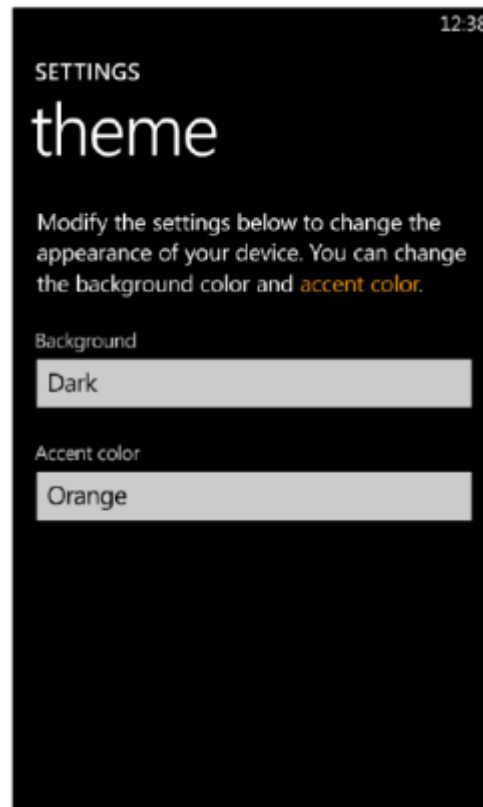 12:38
SETTINGS
theme
Modify the settings below to change the
appearance of your device. You can change
the background color and accent color.
Background
Dark
Accent color
Orange